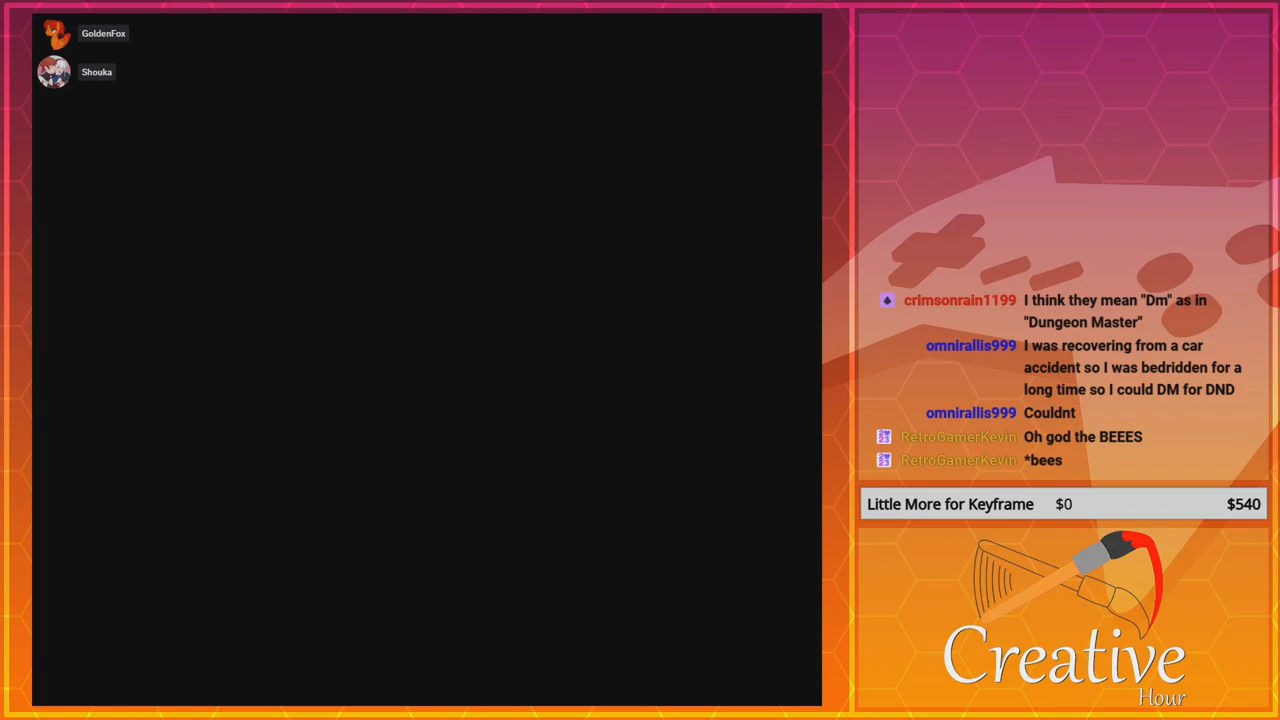 GoldenFox
Shouka
crimsonrain1199 I think they mean "Dm" as in
"Dungeon Master"
omnirallis999 I was recovering from a car
accident so I was bedridden for a
long time so I could DM for DND
omnirallis999 Couldnt
RetroGamerKevin Oh god the BEEES
RetroGamerKevin *bees
Little More for Keyframe $0 $540
Creative
Hour